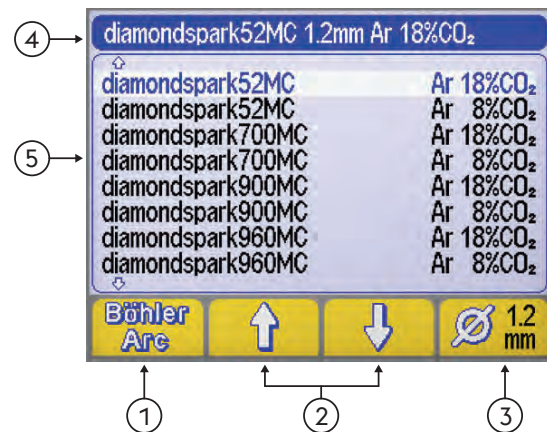 4
diamondspark52MC 1.2mm Ar 18%CO₂
5
diamondspark52MC Ar 18%CO₂
diamondspark52MC Ar 8%CO₂
diamondspark700MC Ar 18%CO₂
diamondspark700MC Ar 8%CO₂
diamondspark900MC Ar 18%CO₂
diamondspark900MC Ar 8%CO₂
diamondspark960MC Ar 18%CO₂
diamondspark960MC Ar 8%CO₂
Böhler
Arc
Ø 1.2
mm
1
2
3